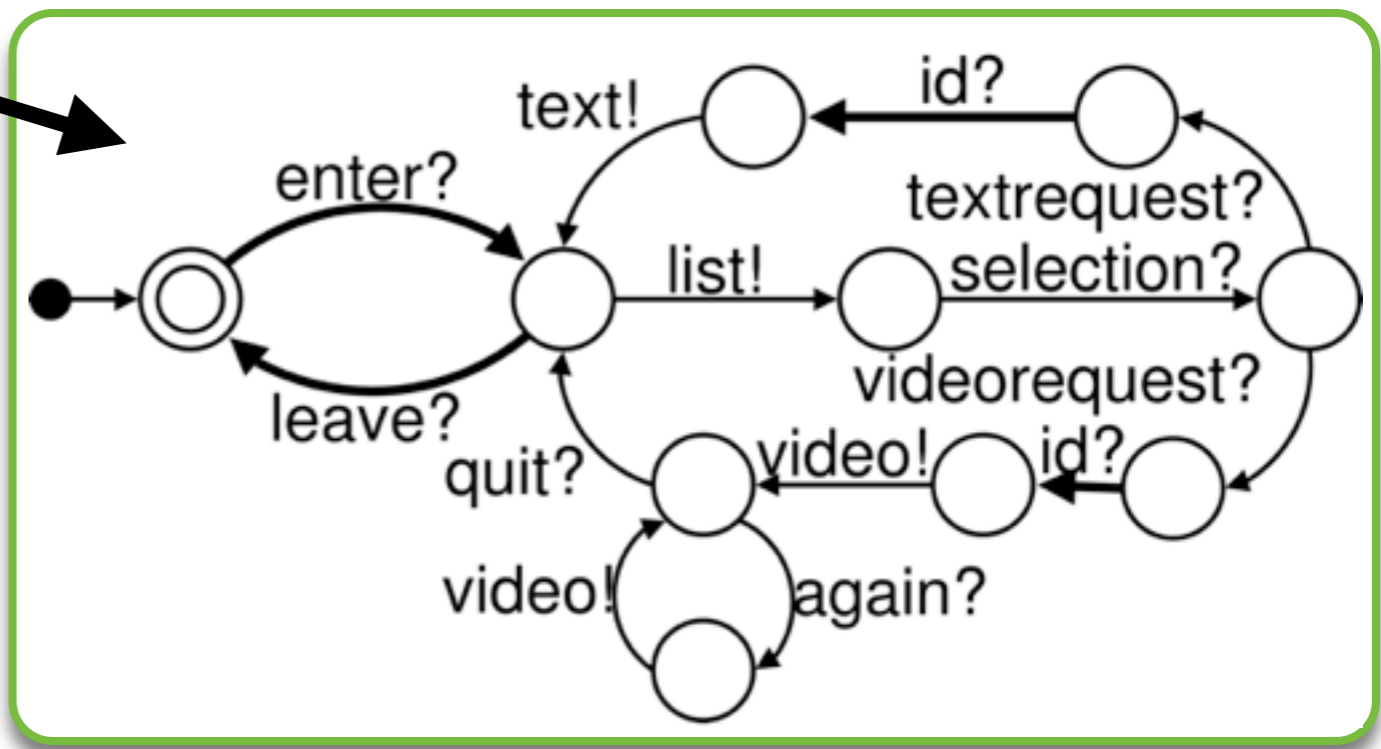 id?
text!
enter?
textrequest?
list!
selection?
videorequest?
leave?
video!
id?
quit?
video!
again?